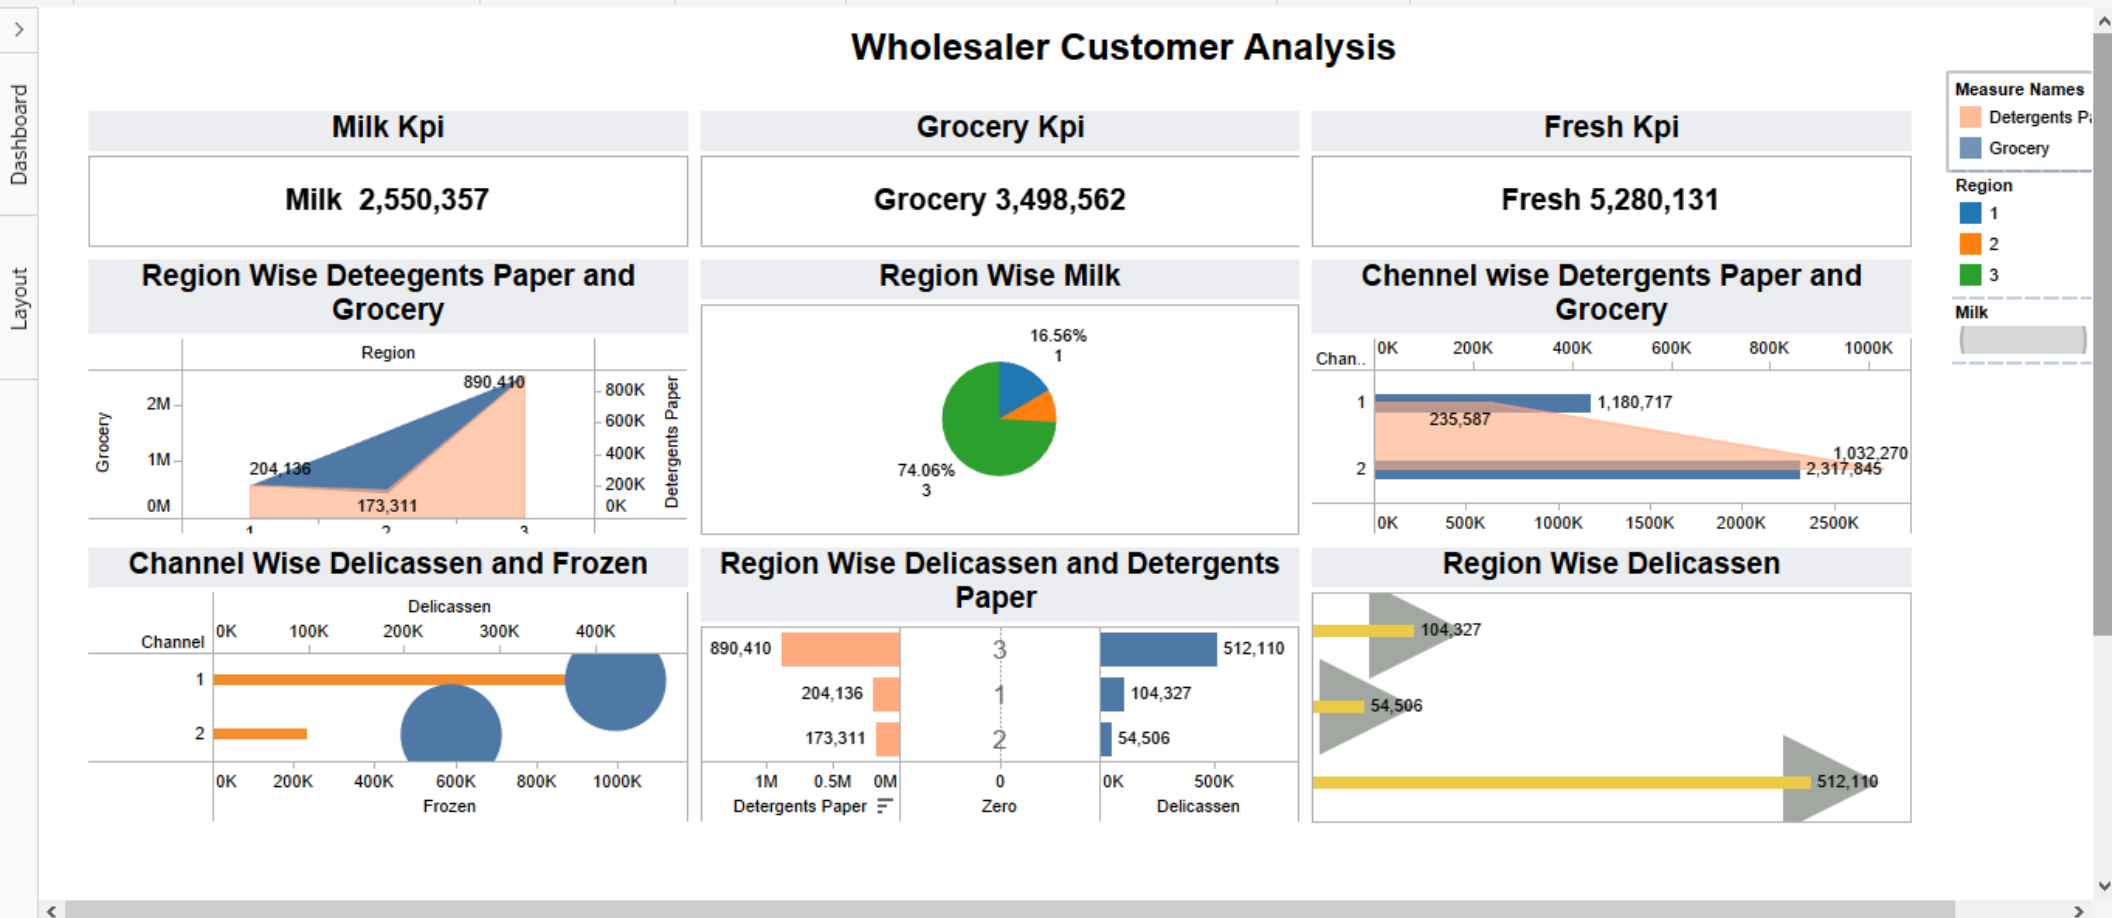 Wholesaler Customer Analysis
Dashboard
Layout
Milk Kpi
Grocery Kpi
Fresh Kpi
Milk 2,550,357
Grocery 3,498,562
Fresh 5,280,131
Measure Names
Detergents Pa
Grocery
Region
1
2
3
Milk
Region Wise Deteegents Paper and
Grocery
Region
Grocery
2M
1M
0M
890,410
204,136
173,311
800K
600K
400K
200K
0K
Detergents Paper
1
2
3
Region Wise Milk
16.56%
1
74.06%
3
Chennel wise Detergents Paper and
Grocery
Chan..
0K 200K 400K 600K 800K 1000K
1
1,180,717
235,587
1,032,270
2
2,317,845
0K 500K 1000K 1500K 2000K 2500K
Channel Wise Delicassen and Frozen
Delicassen
Channel
0K 100K 200K 300K 400K
1
2
0K 200K 400K 600K 800K 1000K
Frozen
Region Wise Delicassen and Detergents
Paper
890,410 3 512,110
204,136 1 104,327
173,311 2 54,506
1M 0.5M 0M 0 0K 500K
Detergents Paper Zero Delicassen
Region Wise Delicassen
104,327
54,506
512,110